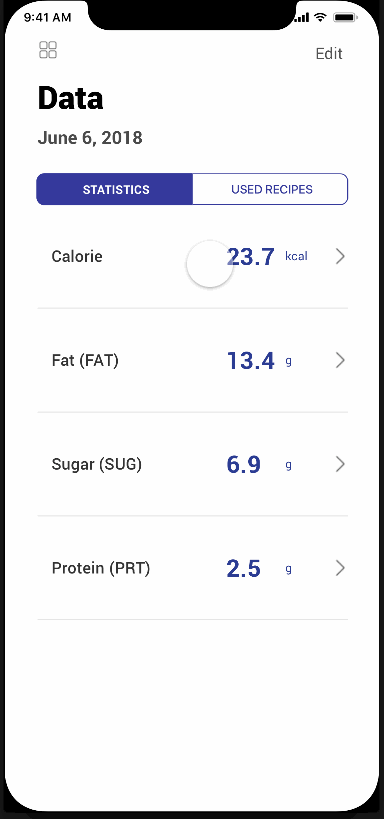 9:41 AM
Edit
Data
June 6, 2018
STATISTICS
USED RECIPES
Calorie
23.7 kcal
Fat (FAT)
13.4 g
Sugar (SUG)
6.9 g
Protein (PRT)
2.5 g